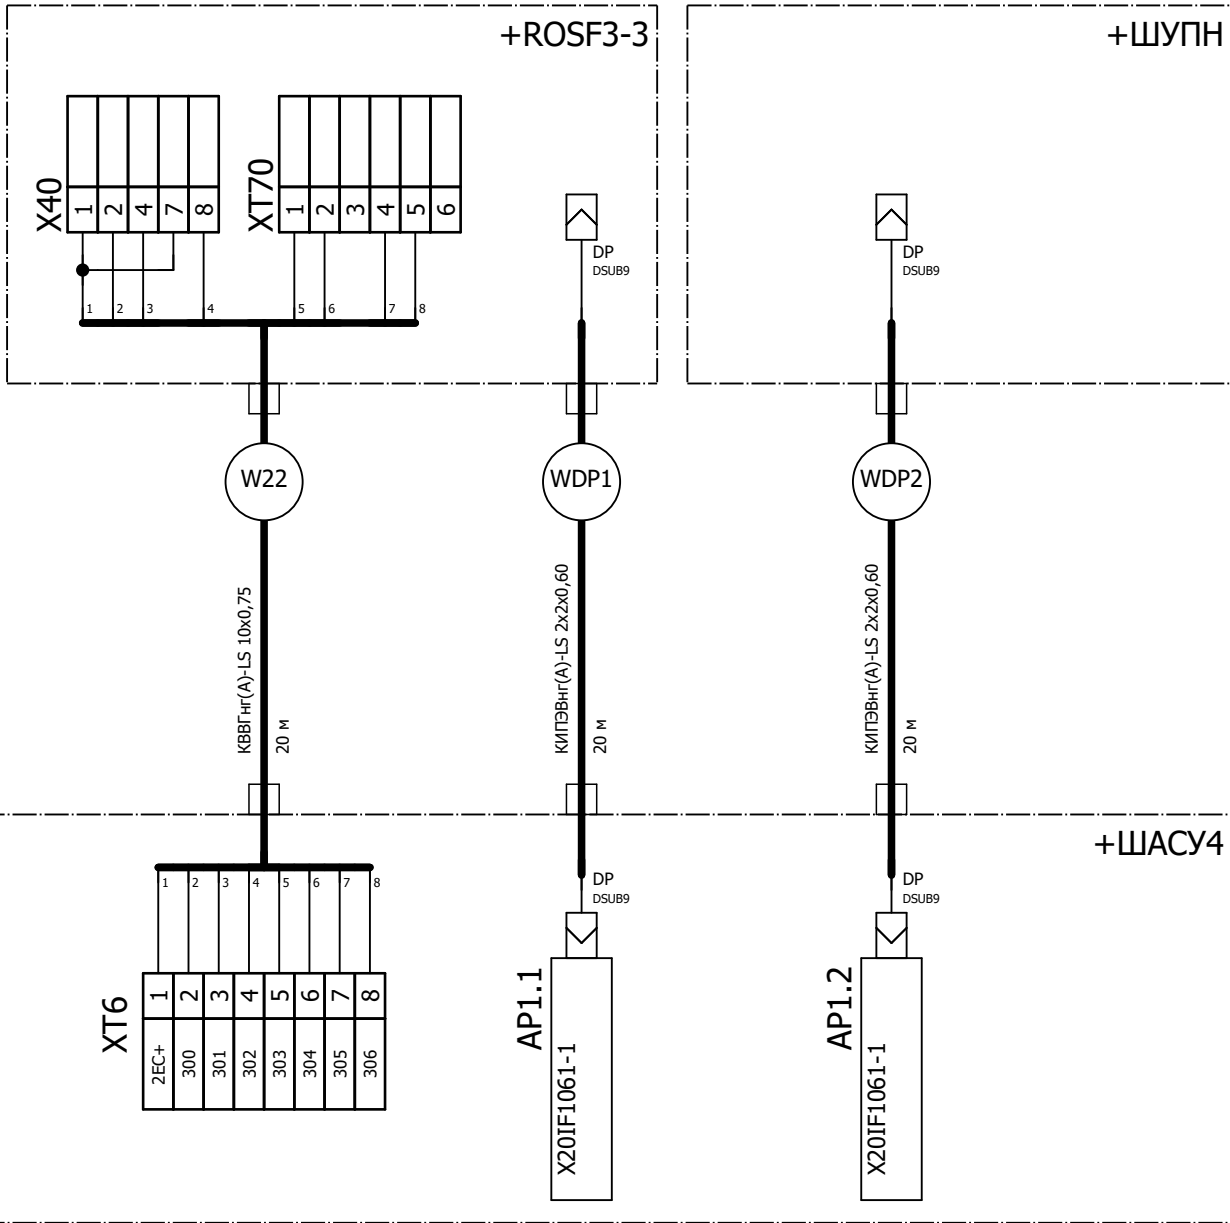 +ROSF3-3
+ШУПН
X40
1 2 4 7 8
XT70
1 2 3 4 5 6
DP
DSUB9
DP
DSUB9
1 2 3 4 5 6 7 8
W22
WDP1
WDP2
КВВГнг(А)-LS 10x0,75
20 м
КИПЭВнг(А)-LS 2x2x0,60
20 м
КИПЭВнг(А)-LS 2x2x0,60
20 м
+ШАСУ4
1 2 3 4 5 6 7 8
DP
DSUB9
DP
DSUB9
XT6
1 2 3 4 5 6 7 8
2EC+ 300 301 302 303 304 305 306
AP1.1
X20IF1061-1
AP1.2
X20IF1061-1